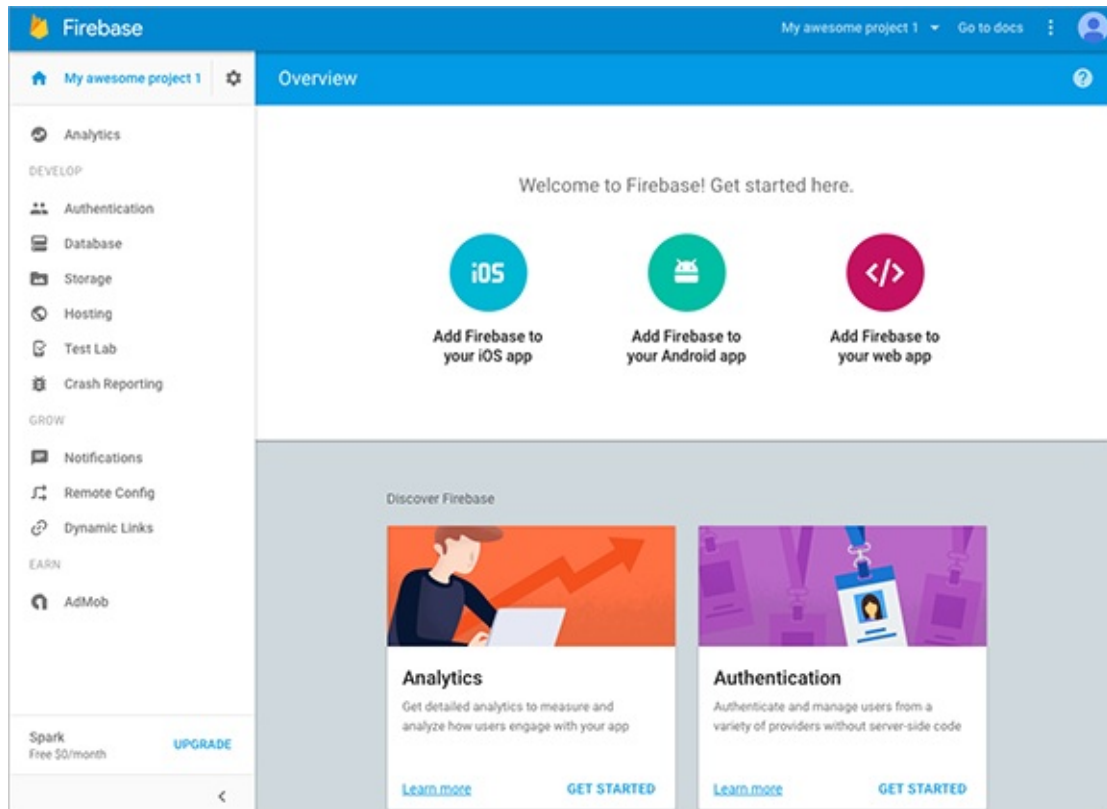 Firebase
My awesome project 1
Go to docs
My awesome project 1
Overview
Analytics
DEVELOP
Authentication
Database
Storage
Hosting
Test Lab
Crash Reporting
GROW
Notifications
Remote Config
Dynamic Links
EARN
AdMob
Spark
Free $0/month
UPGRADE
Welcome to Firebase! Get started here.
iOS
Add Firebase to
your iOS app
</>
Add Firebase to
your Android app
Add Firebase to
your web app
Discover Firebase
Analytics
Get detailed analytics to measure and
analyze how users engage with your app
Learn more
GET STARTED
Authentication
Authenticate and manage users from a
variety of providers without server-side code
Learn more
GET STARTED